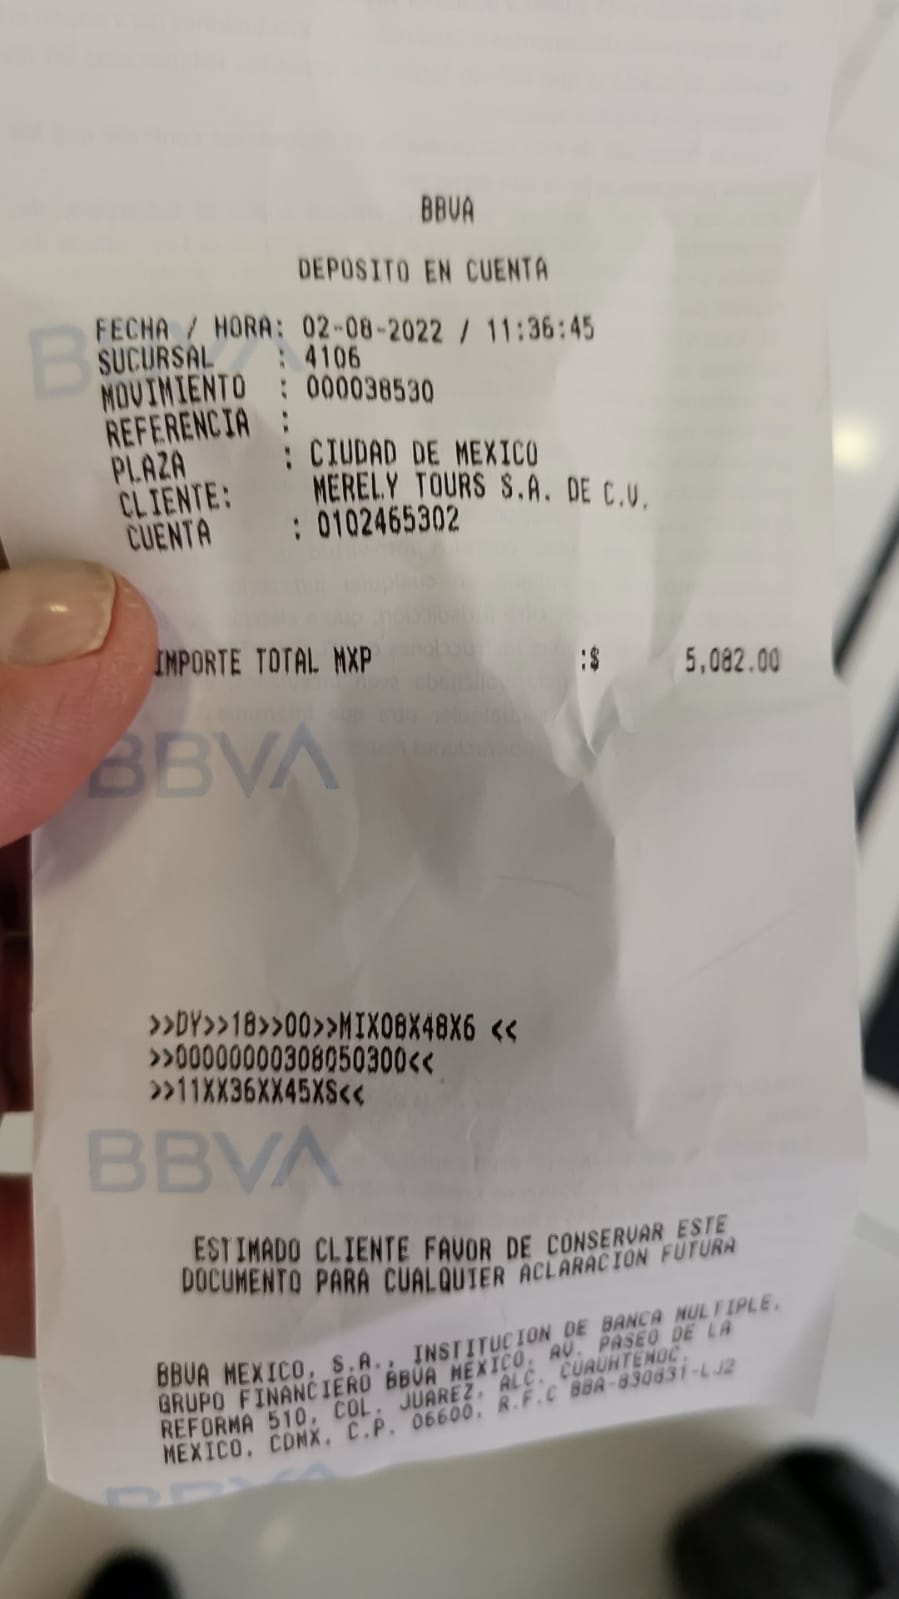 BBVA
DEPOSITO EN CUENTA
FECHA / HORA: 02-08-2022 / 11:36:45
SUCURSAL : 4106
MOVIMIENTO : 000038530
REFERENCIA :
PLAZA : CIUDAD DE MEXICO
CLIENTE: MERELY TOURS S.A. DE C.V.
CUENTA : 0102465302
IMPORTE TOTAL MXP :$ 5,082.00
BBVA
>>DY>>18>>00>>MIX08X48X6 <<
>>00000000308050300<<
>>11XX36XX45XS<<
BBVA
ESTIMADO CLIENTE FAVOR DE CONSERVAR ESTE
DOCUMENTO PARA CUALQUIER ACLARACION FUTURA
BBVA MEXICO, S.A., INSTITUCION DE BANCA MULTIPLE,
GRUPO FINANCIERO BBVA MEXICO. AV. PASEO DE LA
REFORMA 510, COL. JUAREZ, ALC. CUAUHTEMOC,
MEXICO, CDMX, C.P. 06600, R.F.C BBA-830831-LJ2
BBVA